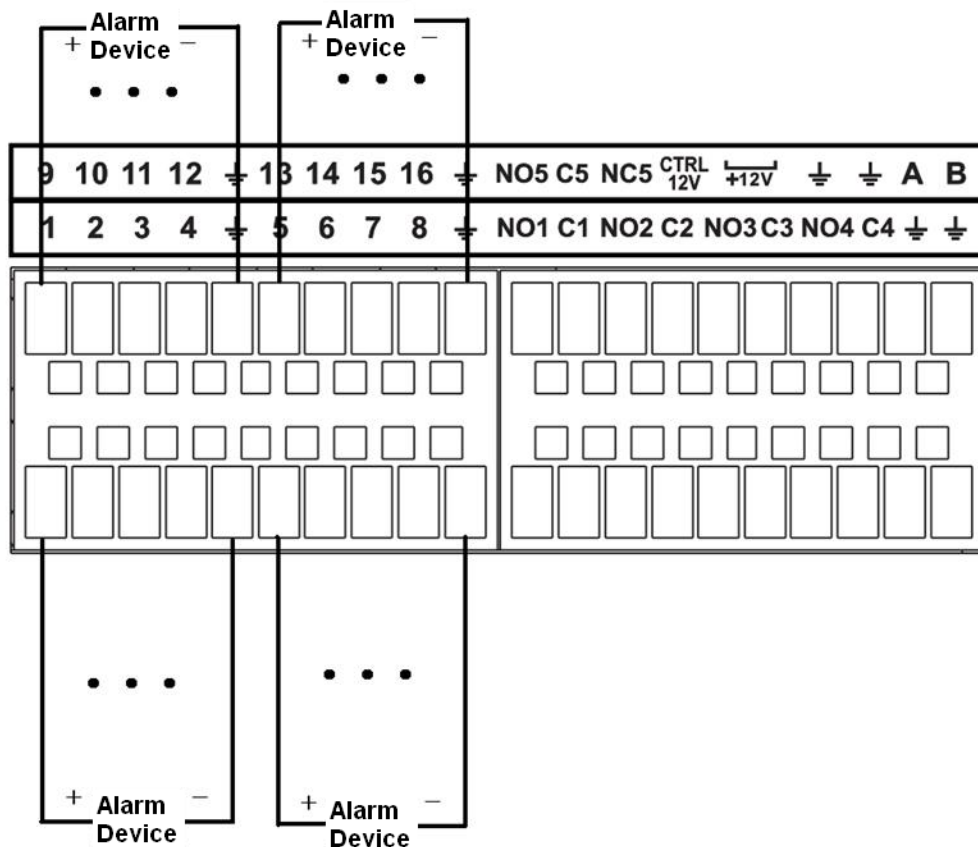 Alarm
Device
+ −
Alarm
Device
+ −
9 10 11 12 ⏚ 13 14 15 16 ⏚ NO5 C5 NC5 CTRL 12V +12V ⏚ ⏚ A B
1 2 3 4 ⏚ 5 6 7 8 ⏚ NO1 C1 NO2 C2 NO3 C3 NO4 C4 ⏚ ⏚
+ −
Alarm
Device
+ −
Alarm
Device